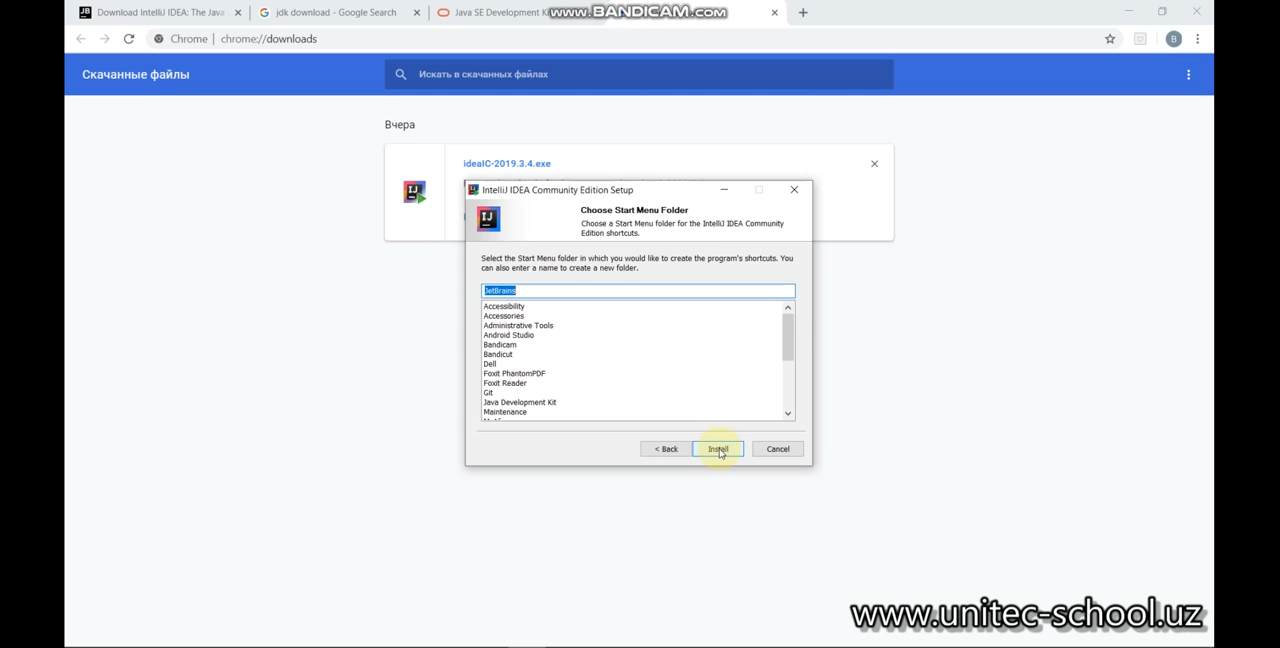 Download IntelliJ IDEA: The Java
jdk download - Google Search
Java SE Development Ki
www.BANDICAM.com
Chrome | chrome://downloads
B
Скачанные файлы
Искать в скачанных файлах
Вчера
ideaIC-2019.3.4.exe
IntelliJ IDEA Community Edition Setup
Choose Start Menu Folder
Choose a Start Menu folder for the IntelliJ IDEA Community
Edition shortcuts.
Select the Start Menu folder in which you would like to create the program's shortcuts. You
can also enter a name to create a new folder.
JetBrains
Accessibility
Accessories
Administrative Tools
Android Studio
Bandicam
Bandicut
Dell
Foxit PhantomPDF
Foxit Reader
Git
Java Development Kit
Maintenance
< Back
Install
Cancel
www.unitec-school.uz